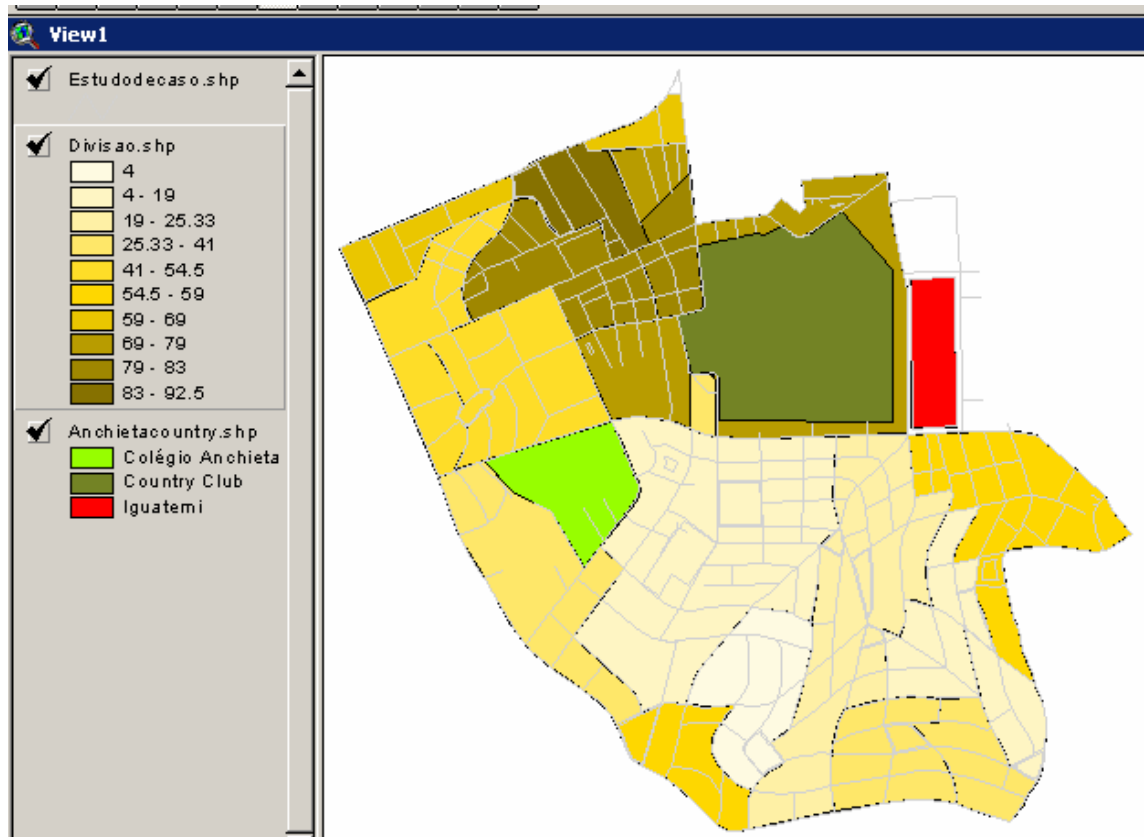 View1
Estudodecaso.shp
Divisao.shp
4
4 - 19
19 - 25.33
25.33 - 41
41 - 54.5
54.5 - 59
59 - 69
69 - 79
79 - 83
83 - 92.5
Anchietacountry.shp
Colégio Anchieta
Country Club
Iguatemi